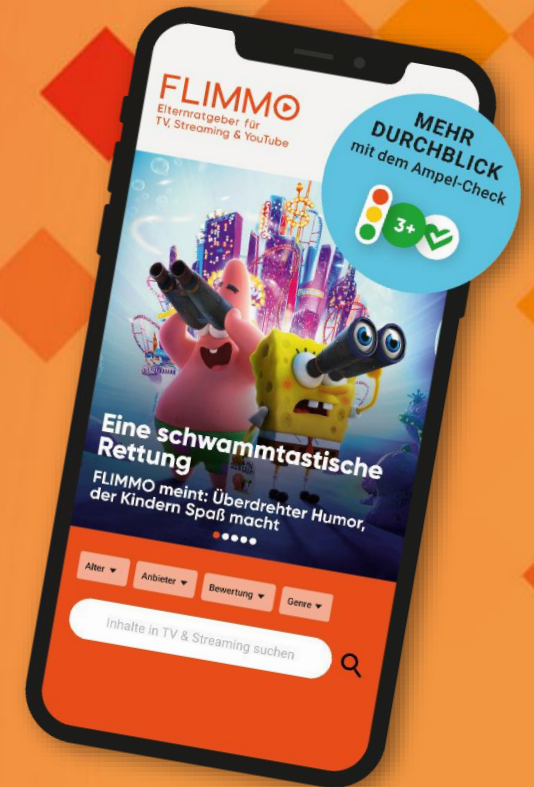 FLIMMO
Elternratgeber für
TV, Streaming & YouTube
MEHR
DURCHBLICK
mit dem Ampel-Check
3+
Eine schwammtastische
Rettung
FLIMMO meint: Überdrehter Humor,
der Kindern Spaß macht
Alter
Anbieter
Bewertung
Genre
Inhalte in TV & Streaming suchen